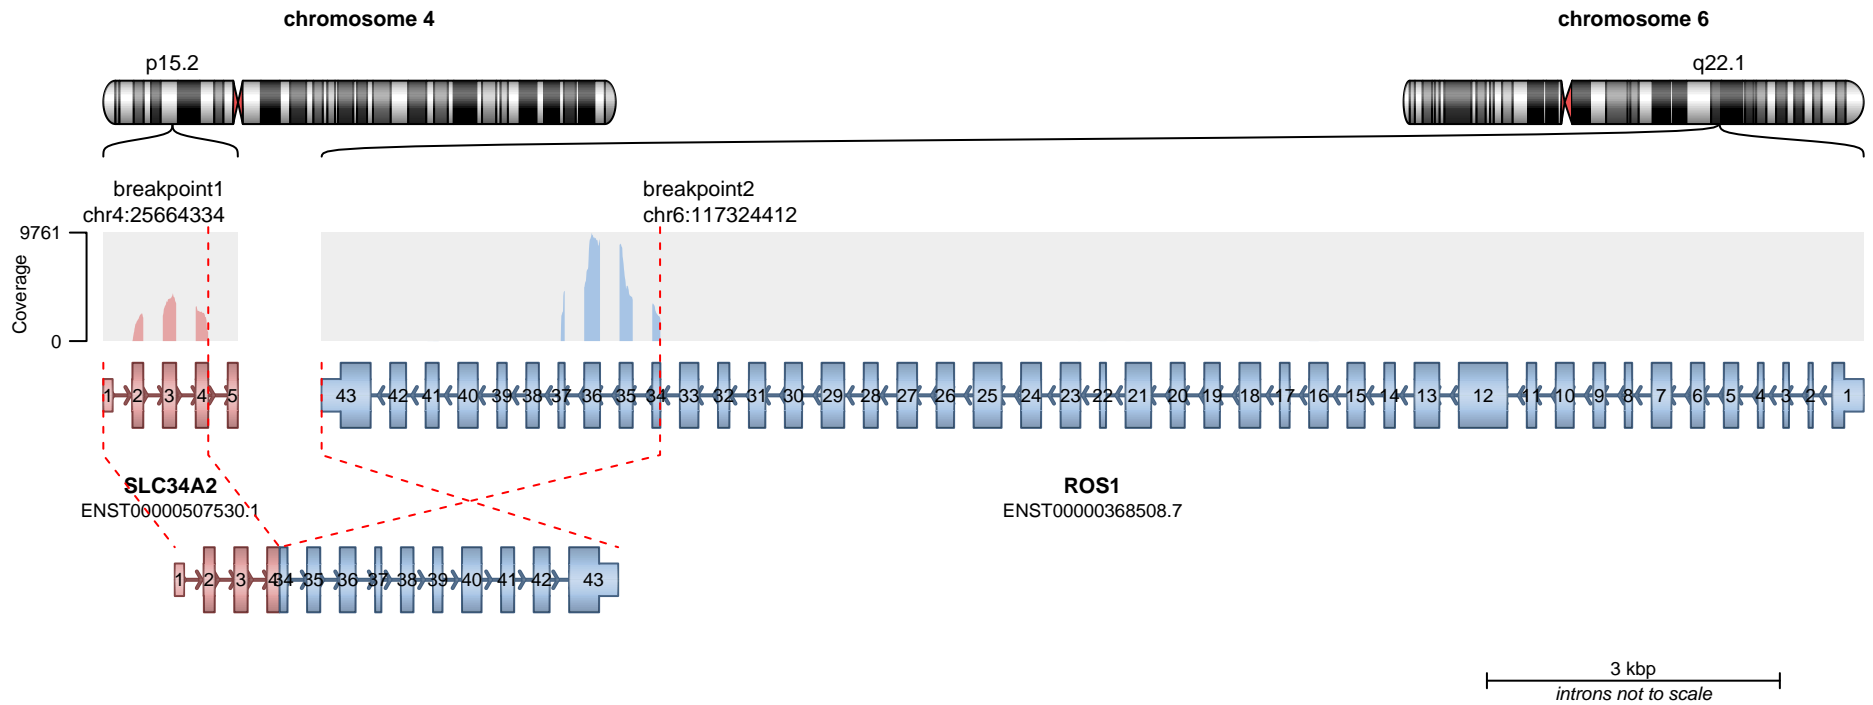 chromosome 4
chromosome 6
p15.2
q22.1
breakpoint1
chr4:25664334
breakpoint2
chr6:117324412
9761
Coverage
0
1 2 3 4 5
43 42 41 40 39 38 37 36 35 34 33 32 31 30 29 28 27 26 25 24 23 22 21 20 19 18 17 16 15 14 13 12 11 10 9 8 7 6 5 4 3 2 1
SLC34A2
ENST00000507530.1
ROS1
ENST00000368508.7
1 2 3 4 34 35 36 37 38 39 40 41 42 43
3 kbp
introns not to scale